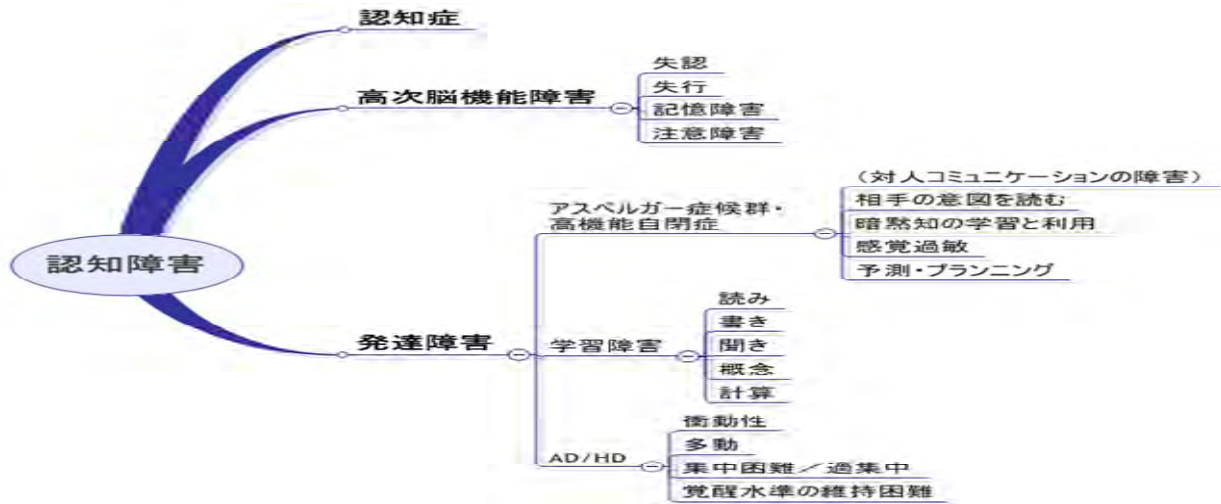 認知症
高次脳機能障害
失認
失行
記憶障害
注意障害
認知障害
発達障害
アスペルガー症候群・
高機能自閉症
（対人コミュニケーションの障害）
相手の意図を読む
暗黙知の学習と利用
感覚過敏
予測・プランニング
学習障害
読み
書き
聞き
概念
計算
AD/HD
衝動性
多動
集中困難／過集中
覚醒水準の維持困難